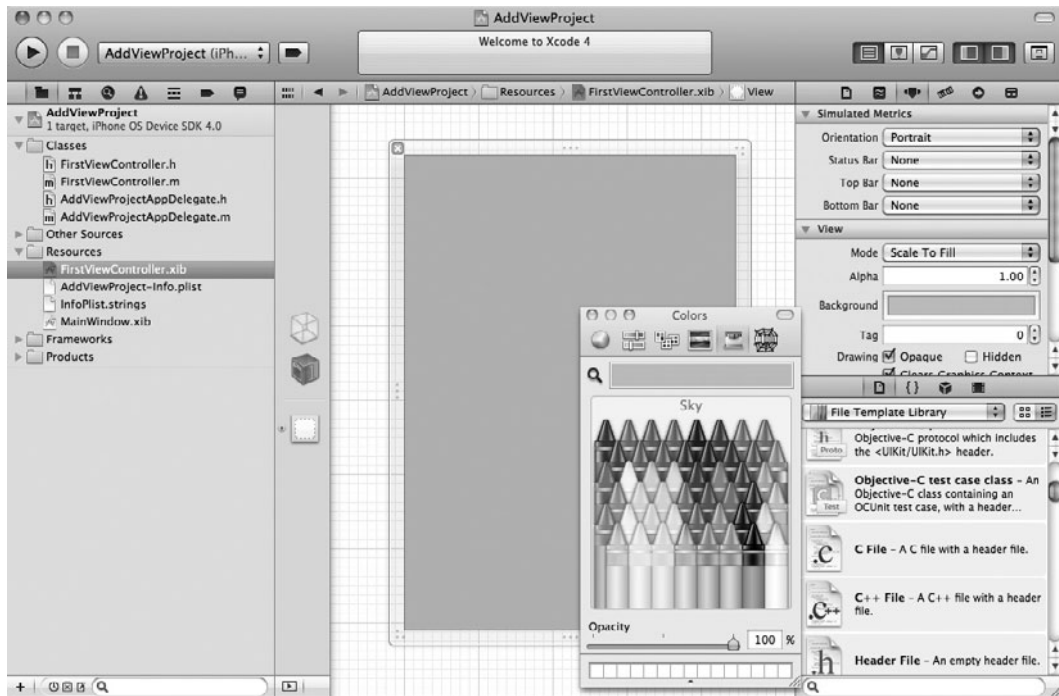 AddViewProject
AddViewProject (iPh...
Welcome to Xcode 4
AddViewProject
Resources
FirstViewController.xib
View
AddViewProject
1 target, iPhone OS Device SDK 4.0
Classes
FirstViewController.h
FirstViewController.m
AddViewProjectAppDelegate.h
AddViewProjectAppDelegate.m
Other Sources
Resources
FirstViewController.xib
AddViewProject-Info.plist
InfoPlist.strings
MainWindow.xib
Frameworks
Products
Simulated Metrics
Orientation Portrait
Status Bar None
Top Bar None
Bottom Bar None
View
Mode Scale To Fill
Alpha 1.00
Background
Tag 0
Drawing Opaque Hidden
Clears Graphics Context
Colors
Sky
Opacity
100 %
File Template Library
Proto
Objective-C protocol which includes
the <UIKit/UIKit.h> header.
Test
Objective-C test case class – An
Objective-C class containing an
OCUnit test case, with a header...
.c
C File – A C file with a header file.
.C++
C++ File – A C++ file with a header
file.
.h
Header File – An empty header file.